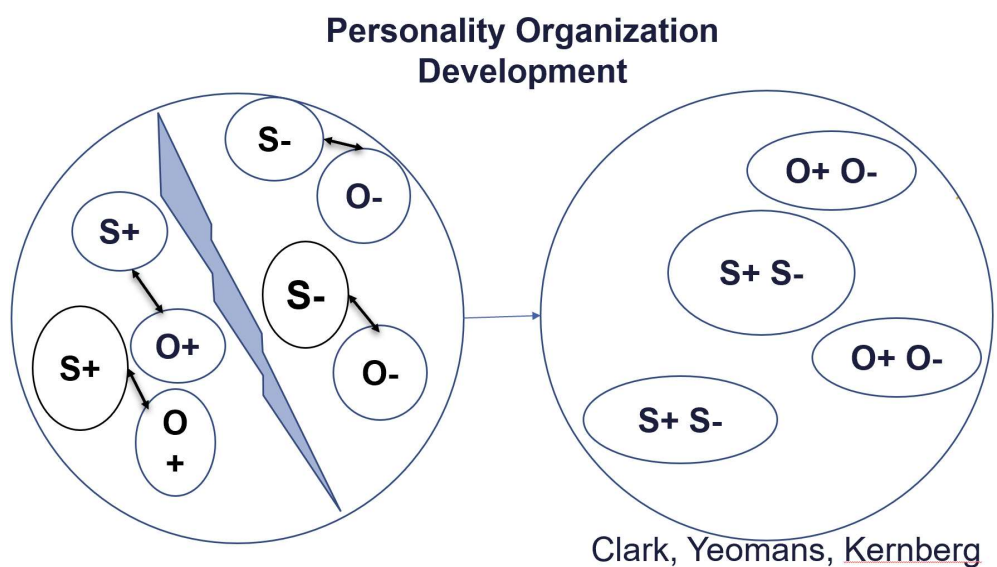 Personality Organization
Development
S-
O-
S+
O+
S-
S+
O-
O
+
O+ O-
S+ S-
O+ O-
S+ S-
Clark, Yeomans, Kernberg